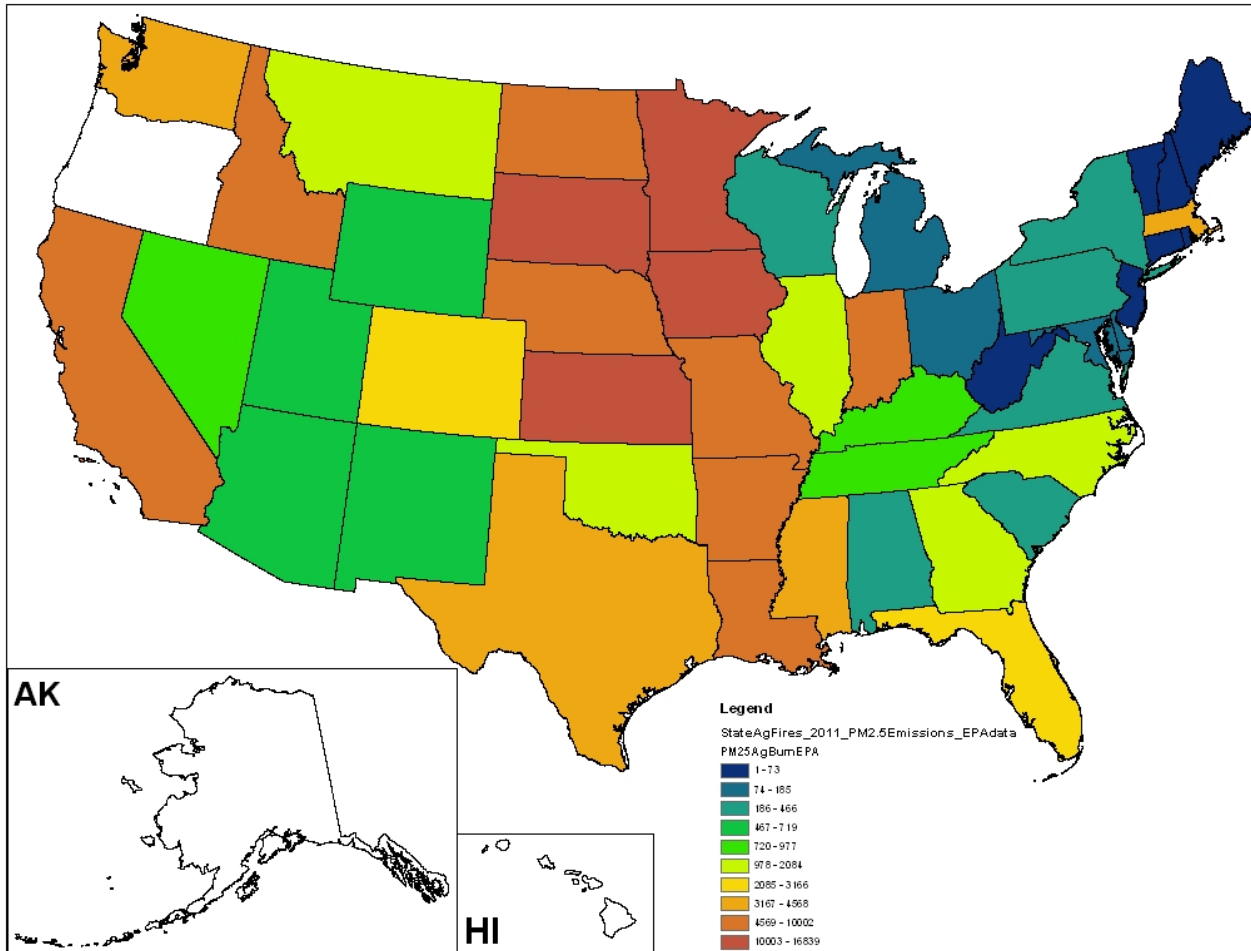 AK
HI
Legend
StateAgFires_2011_PM2.5Emissions_EPAdata
PM25AgBurnEPA
1 - 73
74 - 185
186 - 466
467 - 719
720 - 977
978 - 2084
2085 - 3166
3167 - 4568
4569 - 10002
10003 - 16839